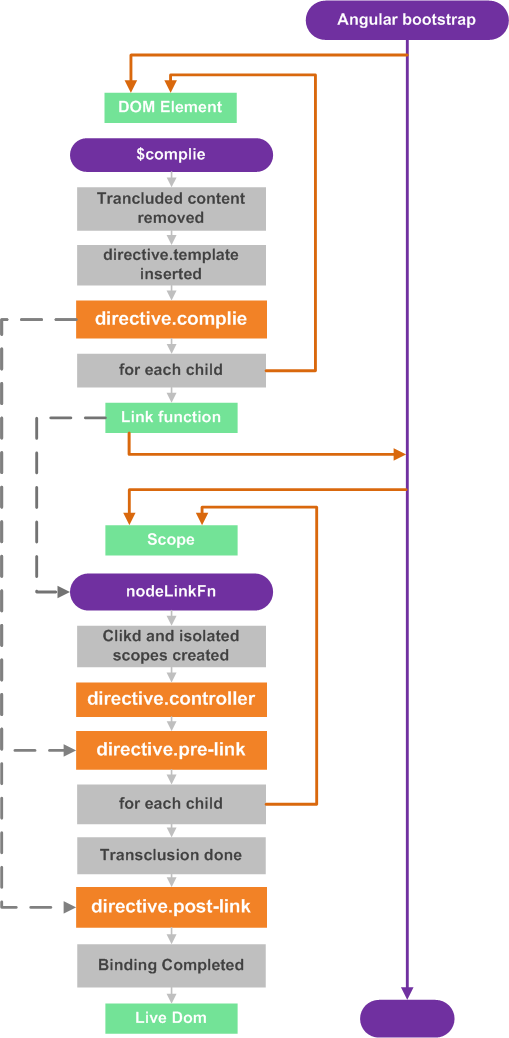 Angular bootstrap
DOM Element
$complie
Trancluded content
removed
directive.template
inserted
directive.complie
for each child
Link function
Scope
nodeLinkFn
Clikd and isolated
scopes created
directive.controller
directive.pre-link
for each child
Transclusion done
directive.post-link
Binding Completed
Live Dom